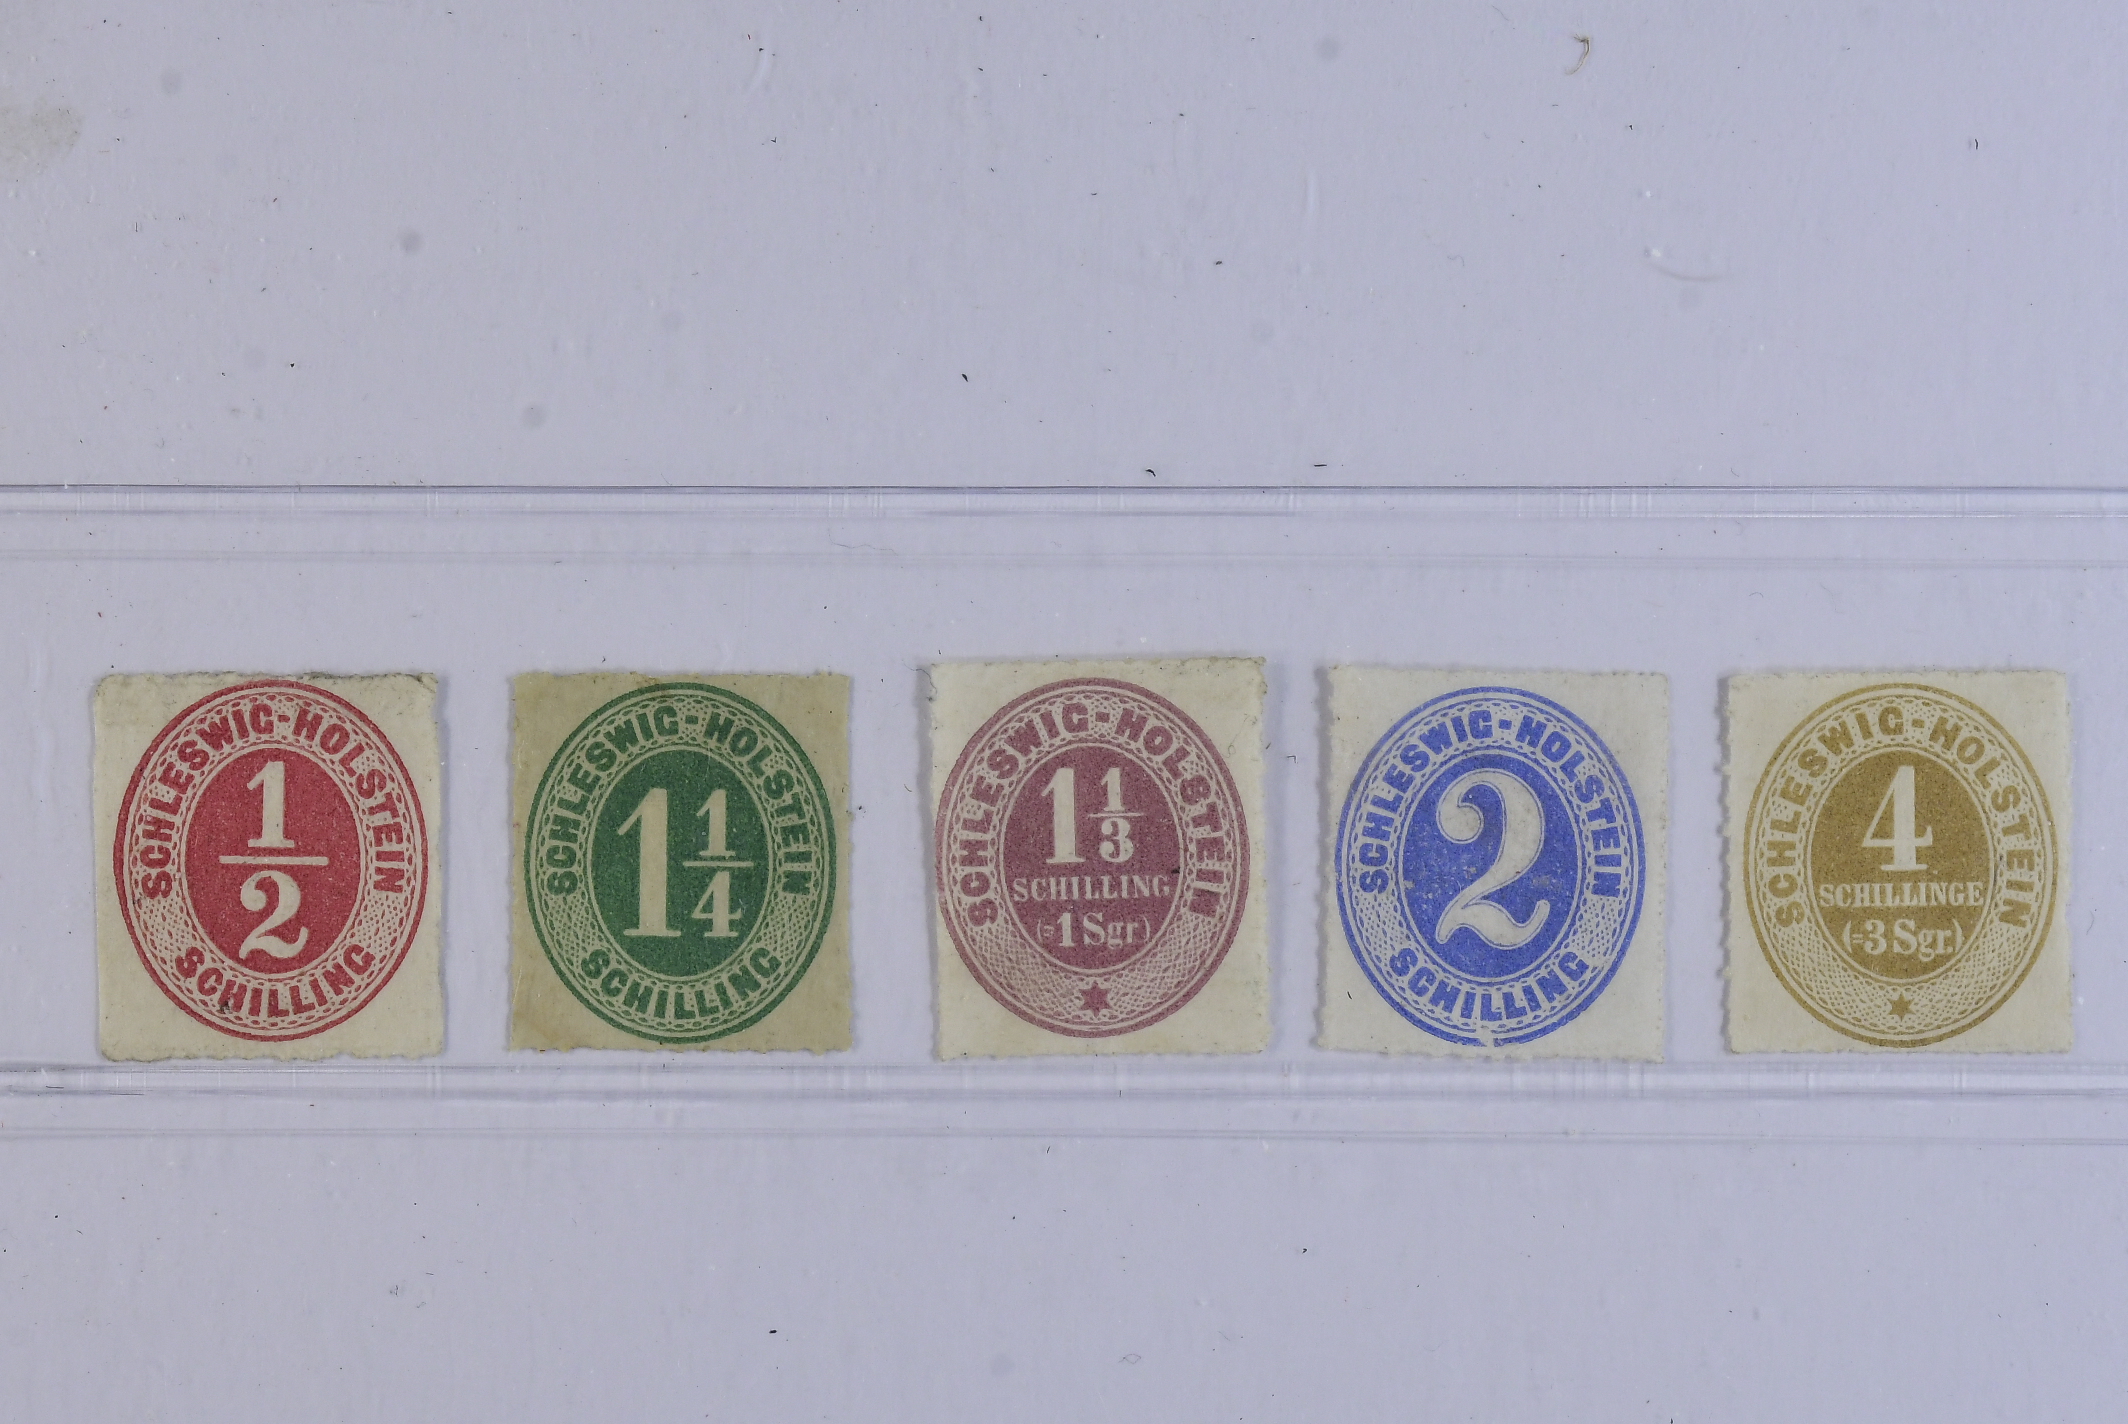 SCHLESWIG-HOLSTEIN
1/2
SCHILLING
SCHLESWIG-HOLSTEIN
1 1/4
SCHILLING
SCHLESWIG-HOLSTEIN
1 1/3
SCHILLING
(=1 Sgr.)
SCHLESWIG-HOLSTEIN
2
SCHILLING
SCHLESWIG-HOLSTEIN
4
SCHILLINGE
(=3 Sgr.)